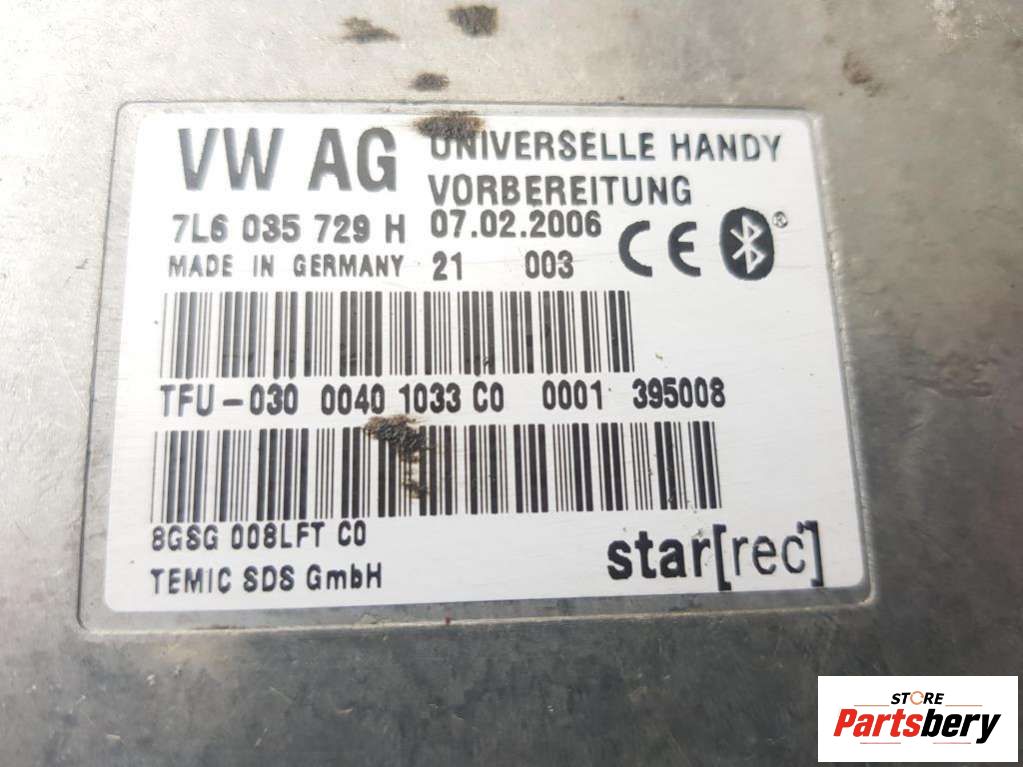 VW AG
UNIVERSELLE HANDY
VORBEREITUNG
7L6 035 729 H 07.02.2006
MADE IN GERMANY 21 003
CE ®
TFU-030 0040 1033 C0 0001 395008
8GSG 008LFT C0
TEMIC SDS GmbH
star[rec]
STORE
Partsbery